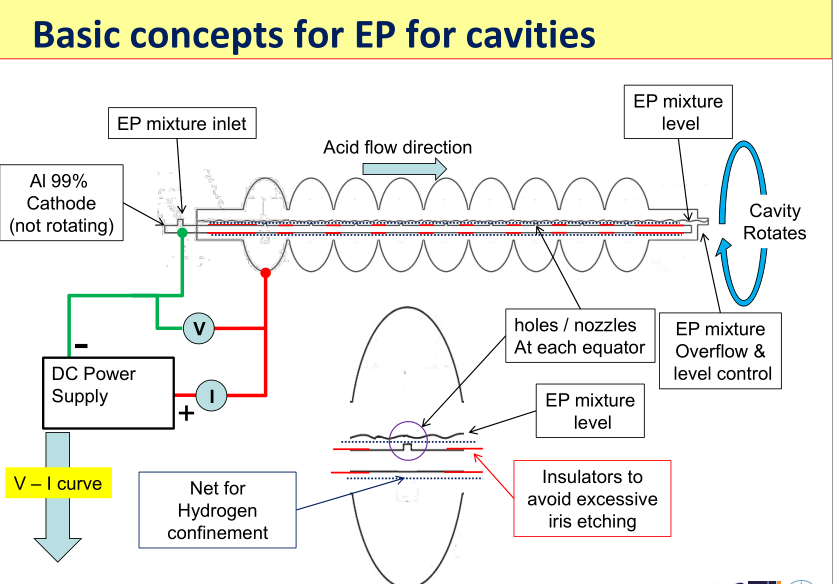 Basic concepts for EP for cavities
EP mixture inlet
EP mixture
level
Acid flow direction
Al 99%
Cathode
(not rotating)
Cavity
Rotates
V
holes / nozzles
At each equator
EP mixture
Overflow &
level control
-
DC Power
Supply
I
+
EP mixture
level
V – I curve
Net for
Hydrogen
confinement
Insulators to
avoid excessive
iris etching